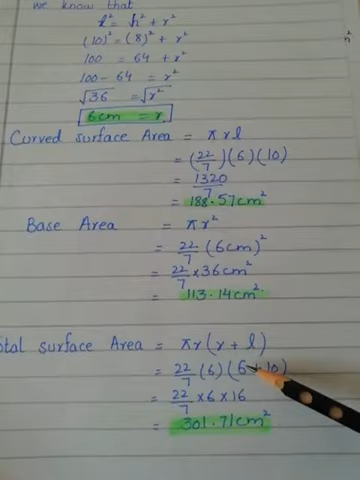 we know that
l² = h² + r²
(10)² = (8)² + r²
100 = 64 + r²
100 - 64 = r²
√36 = √r²
6cm = r
Curved surface Area = πrl
= (22/7)(6)(10)
= 1320/7
= 188.57cm²
Base Area = πr²
= 22/7 (6cm)²
= 22/7 × 36cm²
= 113.14cm²
otal surface Area = πr(r + l)
= 22/7 (6)(6+10)
= 22/7 × 6 × 16
= 301.71cm²